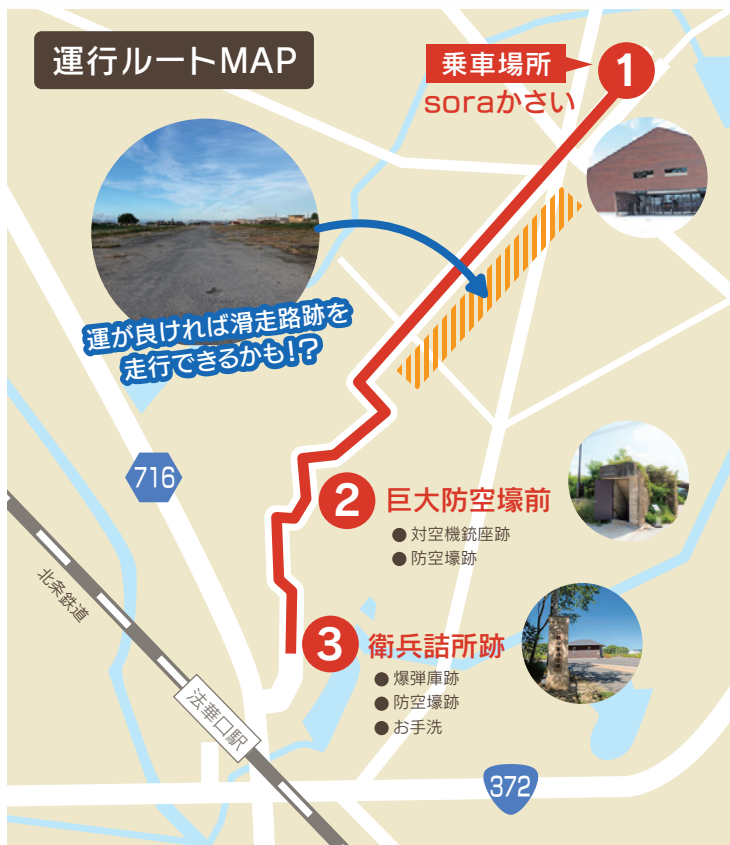 運行ルートMAP
乗車場所
1
soraかさい
運が良ければ滑走路跡を
走行できるかも!?
716
2
巨大防空壕前
● 対空機銃座跡
● 防空壕跡
北条鉄道
3
衛兵詰所跡
● 爆弾庫跡
● 防空壕跡
● お手洗
法華口駅
372